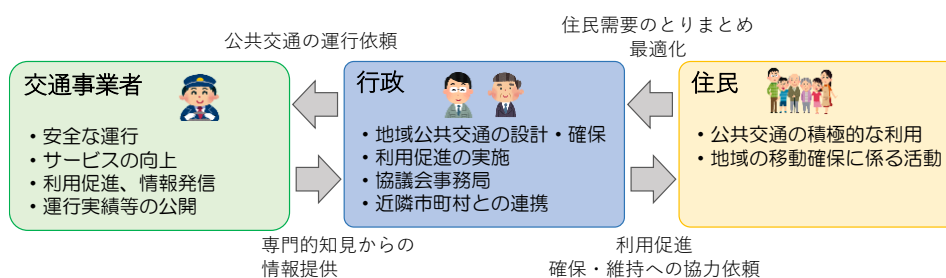 公共交通の運行依頼
住民需要のとりまとめ
最適化
交通事業者
・安全な運行
・サービスの向上
・利用促進、情報発信
・運行実績等の公開
行政
・地域公共交通の設計・確保
・利用促進の実施
・協議会事務局
・近隣市町村との連携
住民
・公共交通の積極的な利用
・地域の移動確保に係る活動
専門的知見からの
情報提供
利用促進
確保・維持への協力依頼